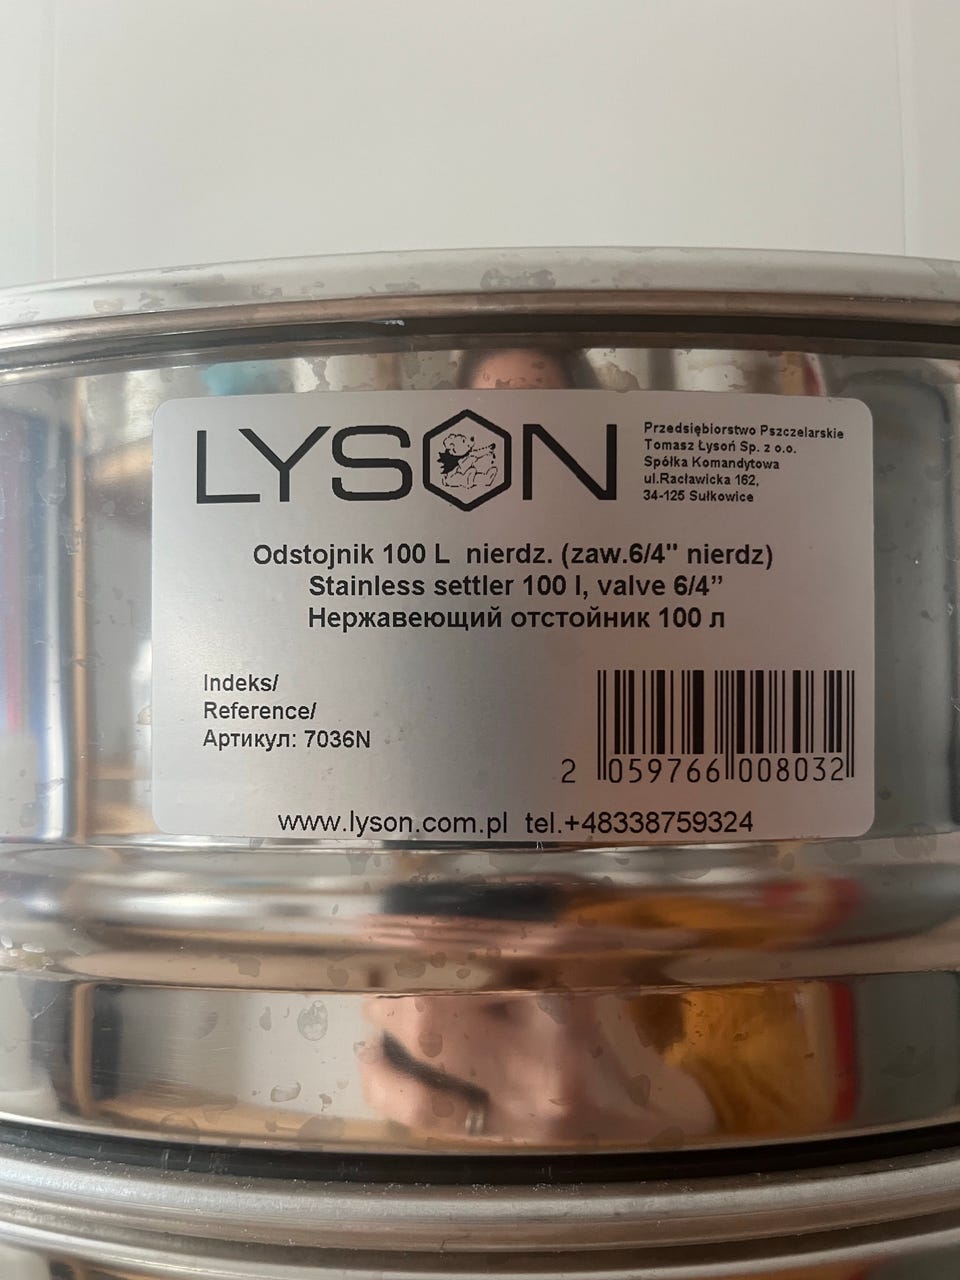 LYSON
Przedsiębiorstwo Pszczelarskie
Tomasz Łysoń Sp. z o.o.
Spółka Komandytowa
ul.Racławicka 162,
34-125 Sułkowice
Odstojnik 100 L nierdz. (zaw.6/4" nierdz)
Stainless settler 100 l, valve 6/4”
Нержавеющий отстойник 100 л
Indeks/
Reference/
Артикул: 7036N
2 059766 008032
www.lyson.com.pl tel.+48338759324